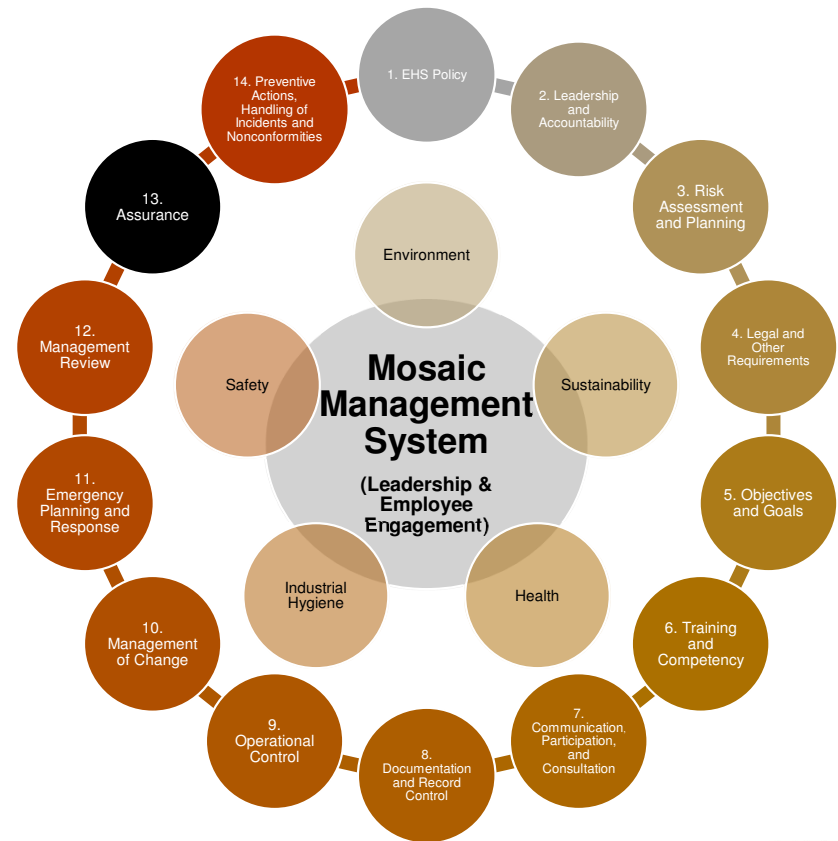 1. EHS Policy
2. Leadership
and
Accountability
3. Risk
Assessment
and Planning
4. Legal and
Other
Requirements
5. Objectives
and Goals
6. Training
and
Competency
7.
Communication,
Participation,
and
Consultation
8.
Documentation
and Record
Control
9.
Operational
Control
10.
Management
of Change
11.
Emergency
Planning and
Response
12.
Management
Review
13.
Assurance
14. Preventive
Actions,
Handling of
Incidents and
Nonconformities
Environment
Sustainability
Health
Industrial
Hygiene
Safety
Mosaic
Management
System
(Leadership &
Employee
Engagement)